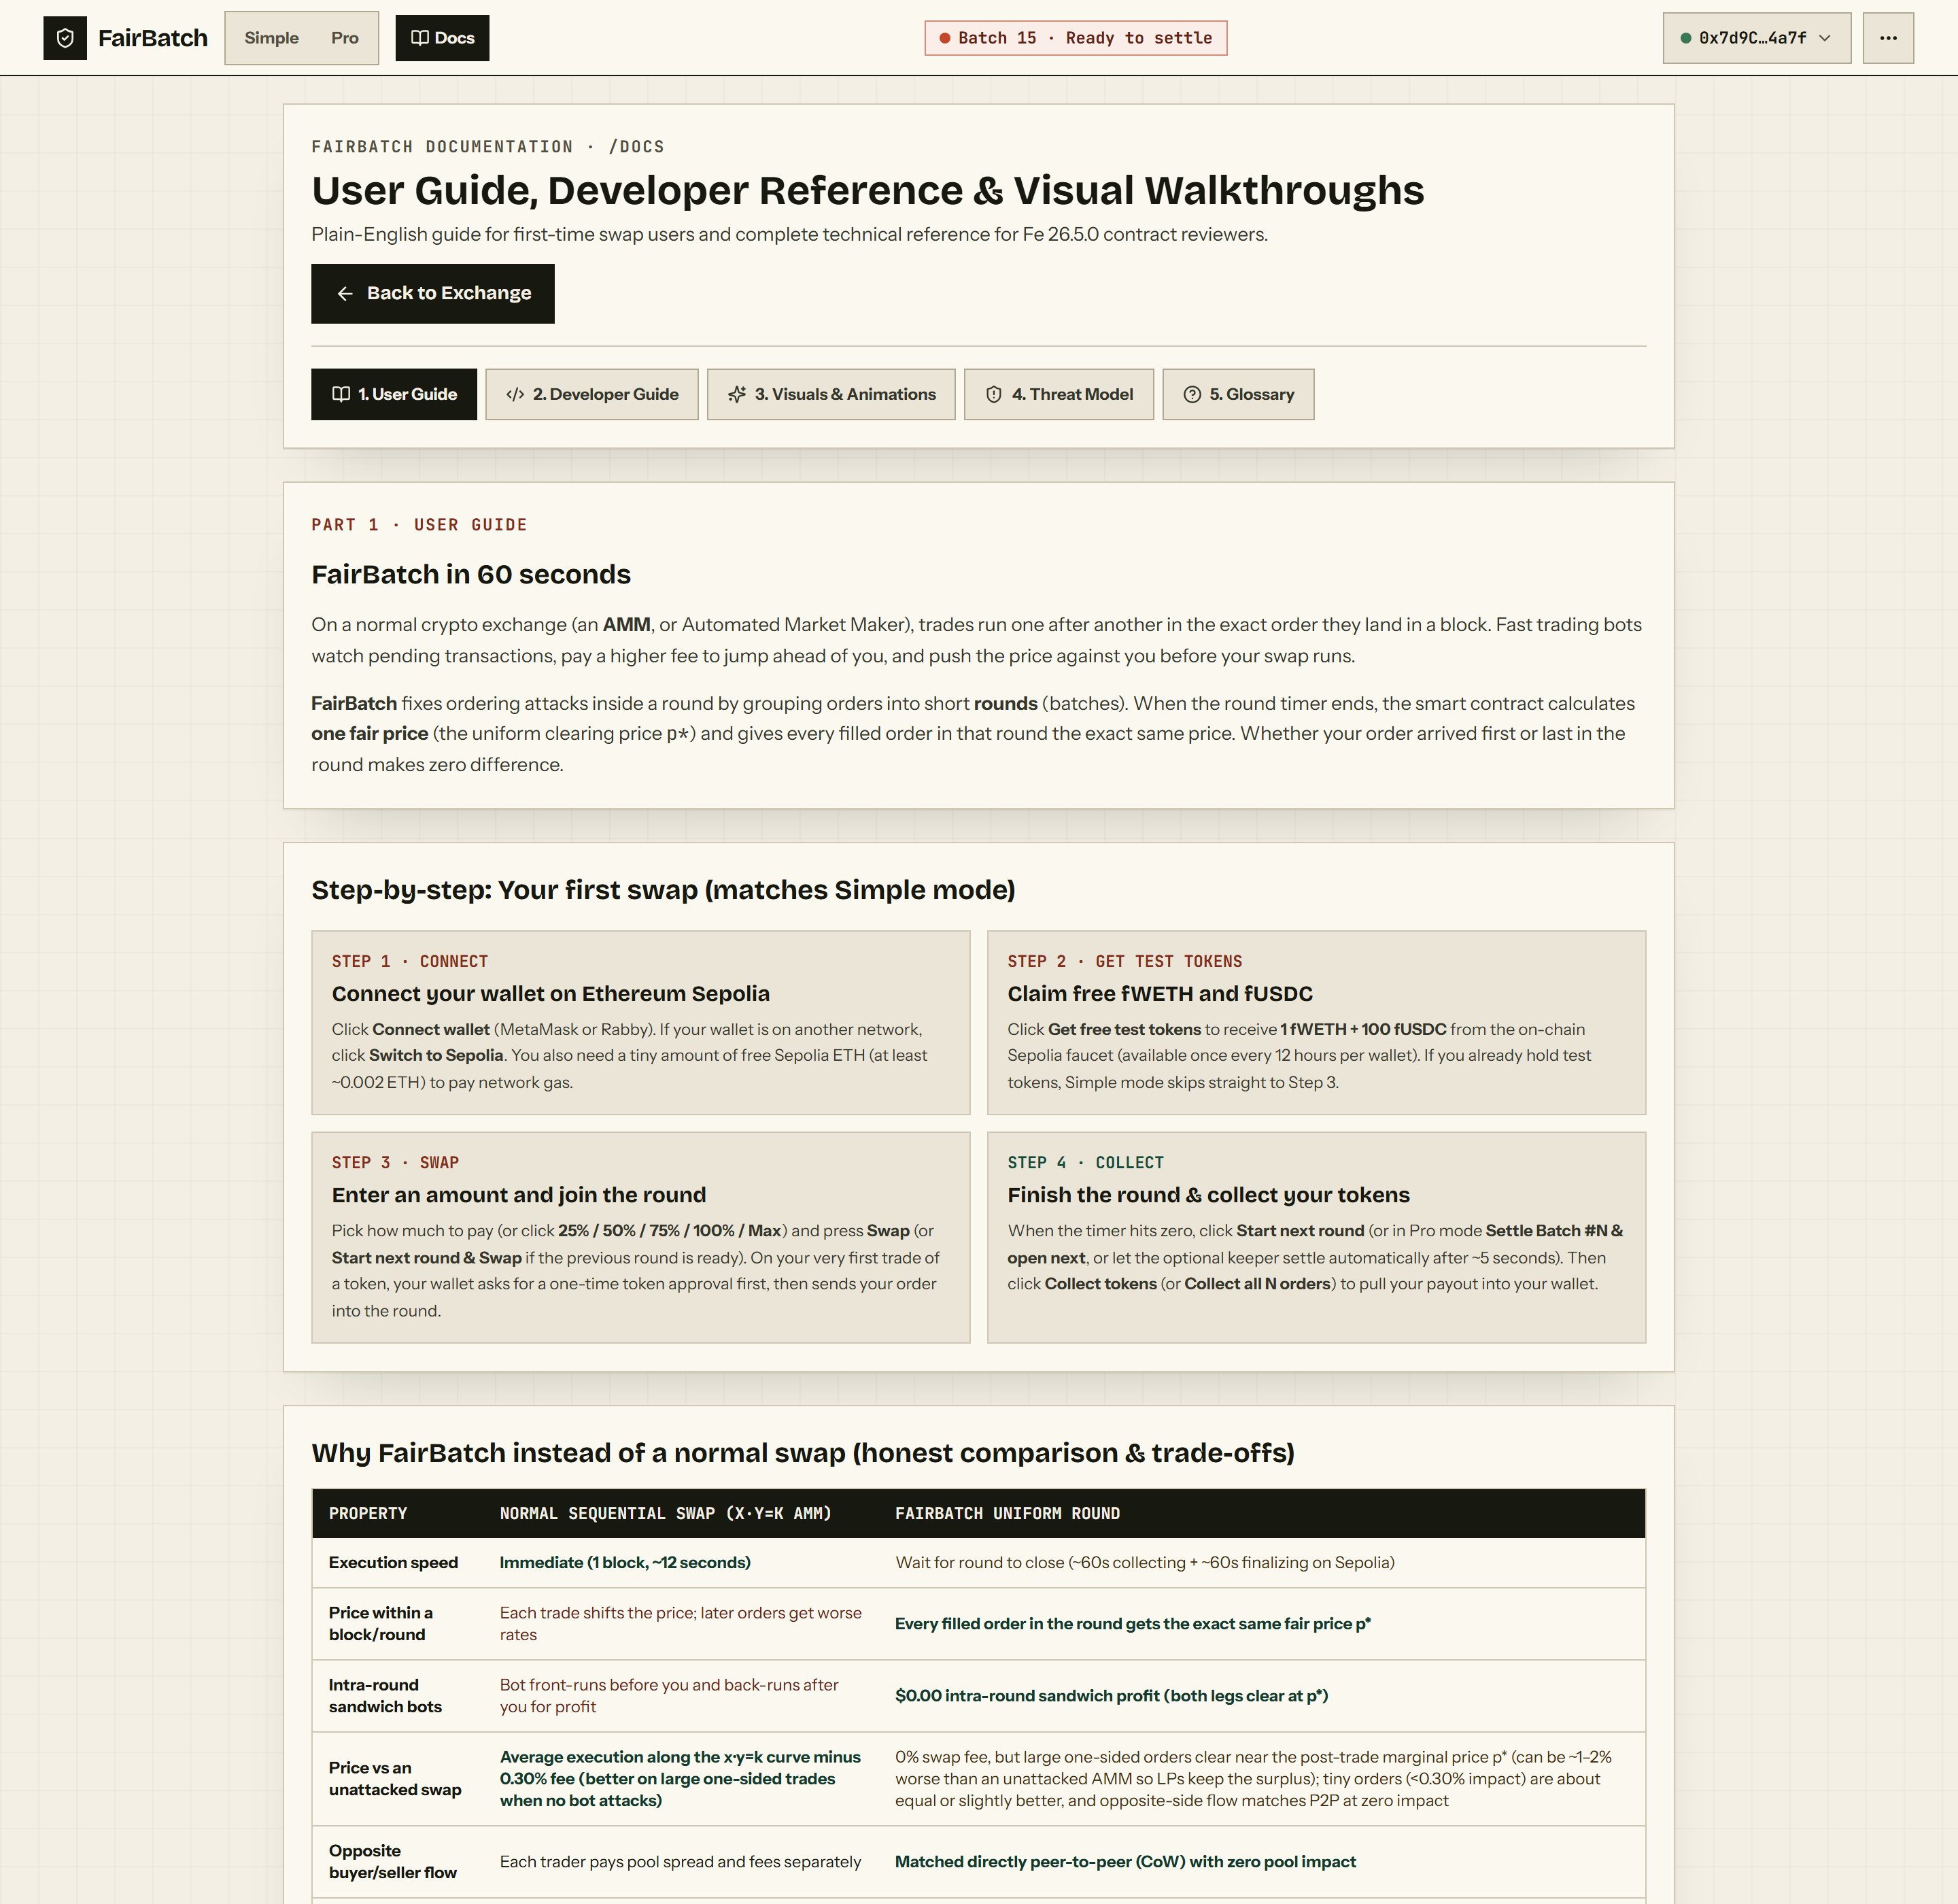 FairBatch
Simple Pro
Docs
Batch 15 · Ready to settle
0x7d9C…4a7f
FAIRBATCH DOCUMENTATION · /DOCS
User Guide, Developer Reference & Visual Walkthroughs
Plain-English guide for first-time swap users and complete technical reference for Fe 26.5.0 contract reviewers.
Back to Exchange
1. User Guide
2. Developer Guide
3. Visuals & Animations
4. Threat Model
5. Glossary
PART 1 · USER GUIDE
FairBatch in 60 seconds
On a normal crypto exchange (an AMM, or Automated Market Maker), trades run one after another in the exact order they land in a block. Fast trading bots
watch pending transactions, pay a higher fee to jump ahead of you, and push the price against you before your swap runs.
FairBatch fixes ordering attacks inside a round by grouping orders into short rounds (batches). When the round timer ends, the smart contract calculates
one fair price (the uniform clearing price p*) and gives every filled order in that round the exact same price. Whether your order arrived first or last in the
round makes zero difference.
Step-by-step: Your first swap (matches Simple mode)
STEP 1 · CONNECT
Connect your wallet on Ethereum Sepolia
Click Connect wallet (MetaMask or Rabby). If your wallet is on another network,
click Switch to Sepolia. You also need a tiny amount of free Sepolia ETH (at least
~0.002 ETH) to pay network gas.
STEP 2 · GET TEST TOKENS
Claim free fWETH and fUSDC
Click Get free test tokens to receive 1 fWETH + 100 fUSDC from the on-chain
Sepolia faucet (available once every 12 hours per wallet). If you already hold test
tokens, Simple mode skips straight to Step 3.
STEP 3 · SWAP
Enter an amount and join the round
Pick how much to pay (or click 25% / 50% / 75% / 100% / Max) and press Swap (or
Start next round & Swap if the previous round is ready). On your very first trade of
a token, your wallet asks for a one-time token approval first, then sends your order
into the round.
STEP 4 · COLLECT
Finish the round & collect your tokens
When the timer hits zero, click Start next round (or in Pro mode Settle Batch #N &
open next, or let the optional keeper settle automatically after ~5 seconds). Then
click Collect tokens (or Collect all N orders) to pull your payout into your wallet.
Why FairBatch instead of a normal swap (honest comparison & trade-offs)
PROPERTY
NORMAL SEQUENTIAL SWAP (X·Y=K AMM)
FAIRBATCH UNIFORM ROUND
Execution speed
Immediate (1 block, ~12 seconds)
Wait for round to close (~60s collecting + ~60s finalizing on Sepolia)
Price within a
block/round
Each trade shifts the price; later orders get worse
rates
Every filled order in the round gets the exact same fair price p*
Intra-round
sandwich bots
Bot front-runs before you and back-runs after
you for profit
$0.00 intra-round sandwich profit (both legs clear at p*)
Price vs an
unattacked swap
Average execution along the x·y=k curve minus
0.30% fee (better on large one-sided trades
when no bot attacks)
0% swap fee, but large one-sided orders clear near the post-trade marginal price p* (can be ~1–2%
worse than an unattacked AMM so LPs keep the surplus); tiny orders (<0.30% impact) are about
equal or slightly better, and opposite-side flow matches P2P at zero impact
Opposite
buyer/seller flow
Each trader pays pool spread and fees separately
Matched directly peer-to-peer (CoW) with zero pool impact